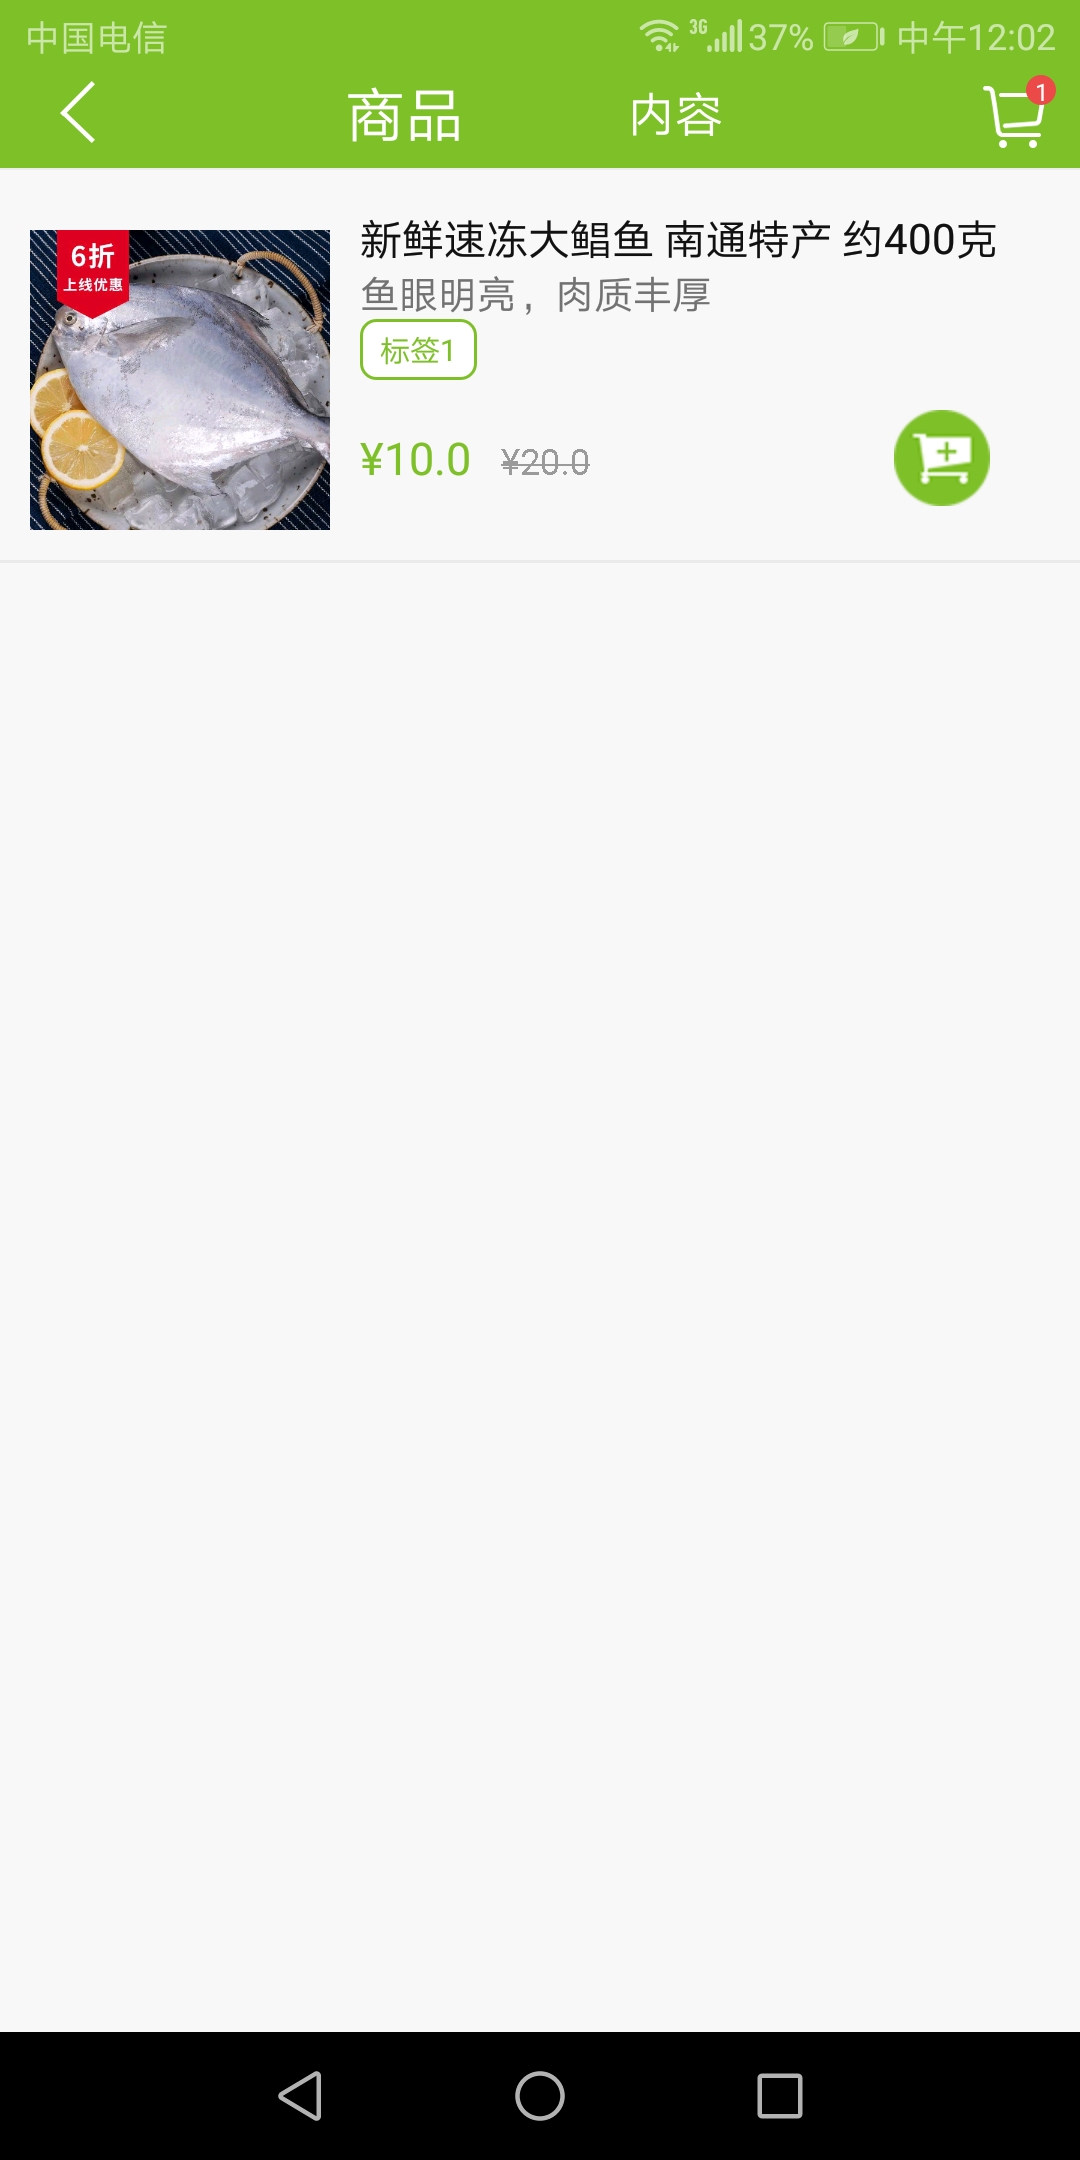 中国电信 3G 37% 中午12:02
商品 内容 1
6折
上线优惠
新鲜速冻大鲳鱼 南通特产 约400克
鱼眼明亮，肉质丰厚
标签1
¥10.0 ¥20.0